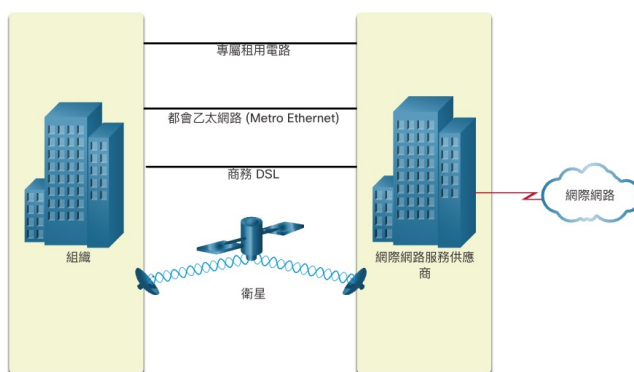 專屬租用電路
都會乙太網路 (Metro Ethernet)
商務 DSL
組織
衛星
網際網路服務供應
商
網際網路